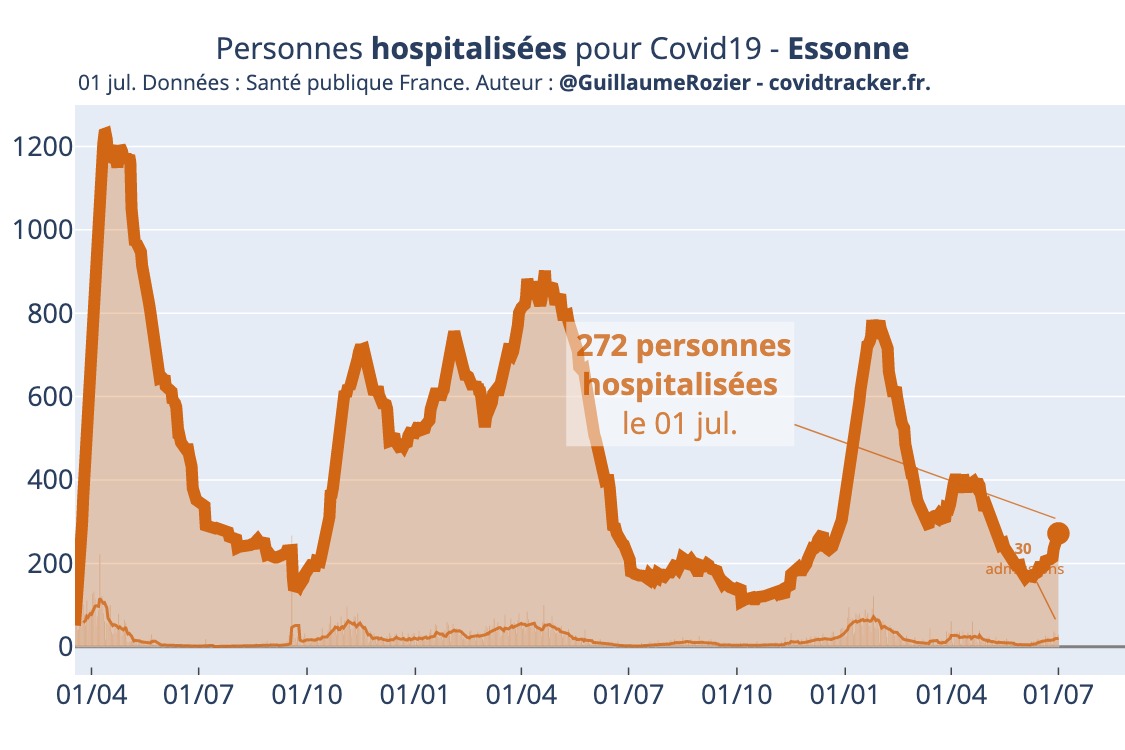 Personnes hospitalisées pour Covid19 - Essonne
01 jul. Données : Santé publique France. Auteur : @GuillaumeRozier - covidtracker.fr.
1200
1000
800
600
400
200
0
272 personnes
hospitalisées
le 01 jul.
30
admissions
01/04 01/07 01/10 01/01 01/04 01/07 01/10 01/01 01/04 01/07